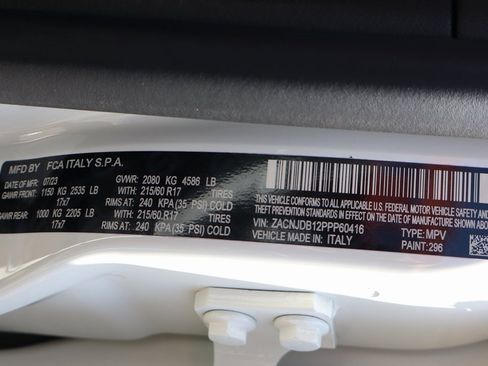 MFD BY FCA ITALY S.P.A.
DATE OF MFR 07/23 GVWR: 2080 KG 4586 LB
GAWR FRONT: 1150 KG 2535 LB WITH: 215/60 R17 TIRES
17x7 RIMS AT: 240 KPA (35 PSI) COLD
GAWR REAR: 1000 KG 2205 LB WITH: 215/60 R17 TIRES
17x7 RIMS AT: 240 KPA (35 PSI) COLD
THIS VEHICLE CONFORMS TO ALL APPLICABLE U.S. FEDERAL MOTOR VEHICLE SAFETY AND
THEFT PREVENTION STANDARDS IN EFFECT ON THE DATE OF MANUFACTURE SHOWN ABOVE
VIN: ZACNJDB12PPP60416 TYPE: MPV
MADE IN: ITALY PAINT: 296